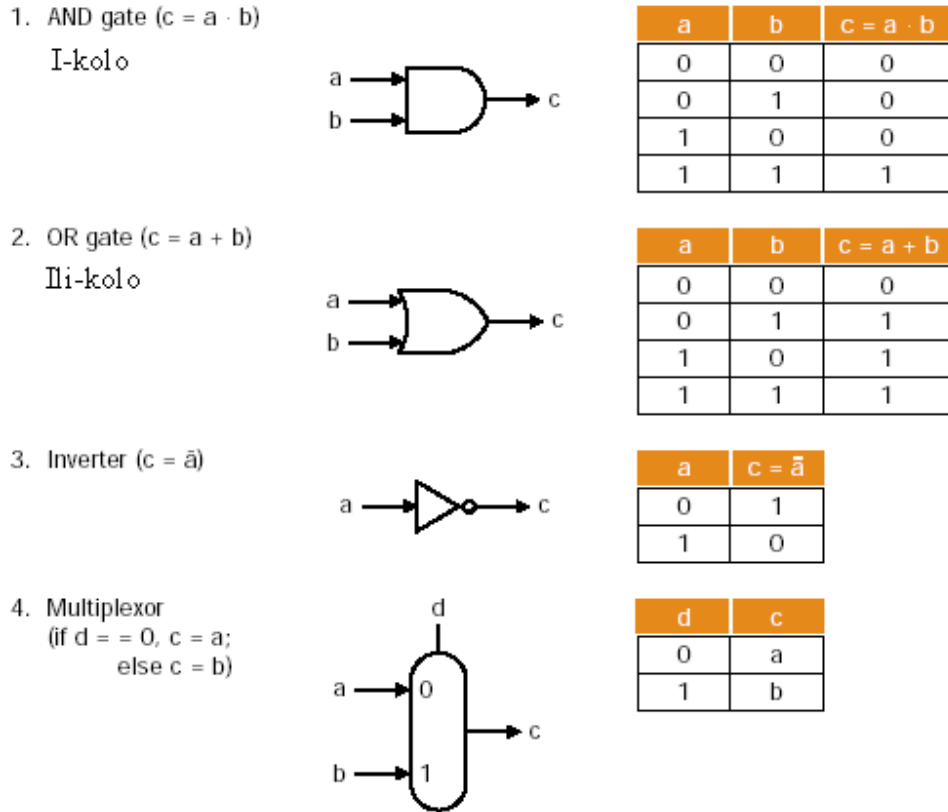 1. AND gate (c = a · b)
I-kolo
a
b
c
a b c = a · b
0 0 0
0 1 0
1 0 0
1 1 1
2. OR gate (c = a + b)
Ili-kolo
a
b
c
a b c = a + b
0 0 0
0 1 1
1 0 1
1 1 1
3. Inverter (c = ā)
a
c
a c = ā
0 1
1 0
4. Multiplexor
(if d = = 0, c = a;
else c = b)
d
a 0
c
b 1
d c
0 a
1 b